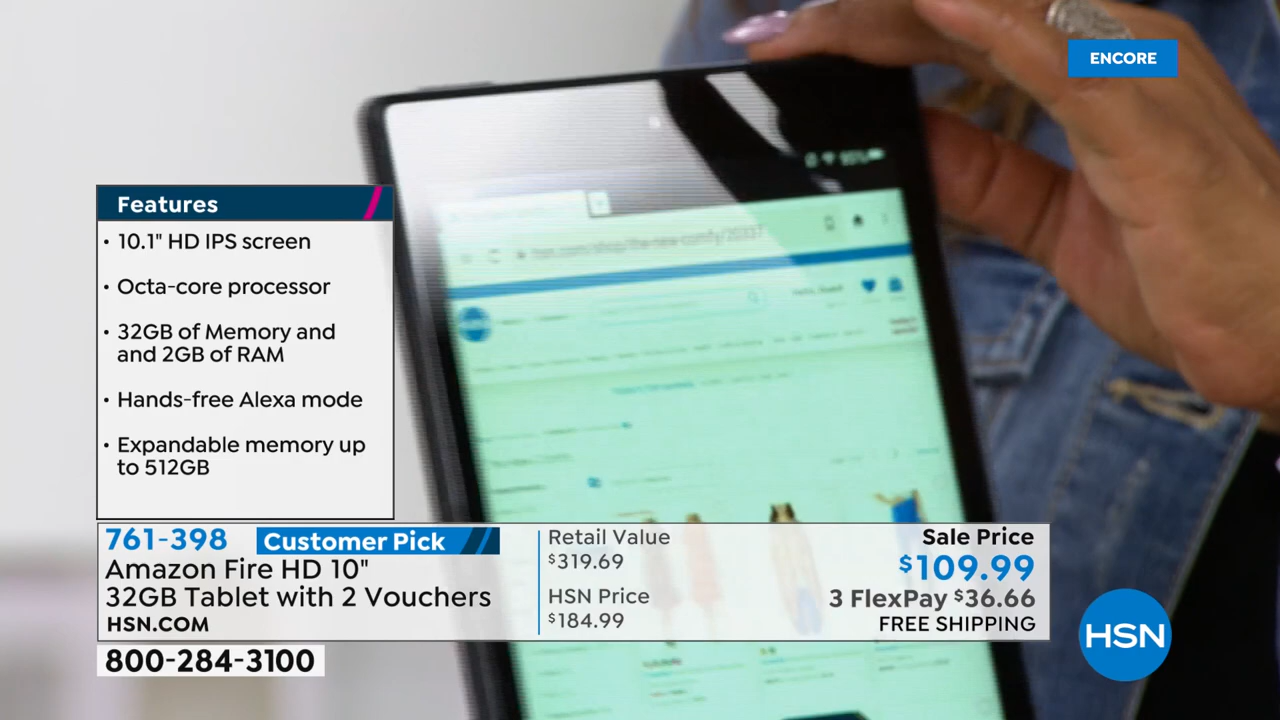 ENCORE
Features
• 10.1" HD IPS screen
• Octa-core processor
• 32GB of Memory and
and 2GB of RAM
• Hands-free Alexa mode
• Expandable memory up
to 512GB
761-398 Customer Pick
Amazon Fire HD 10"
32GB Tablet with 2 Vouchers
HSN.COM
Retail Value
$319.69
HSN Price
$184.99
Sale Price
$109.99
3 FlexPay $36.66
FREE SHIPPING
800-284-3100
HSN